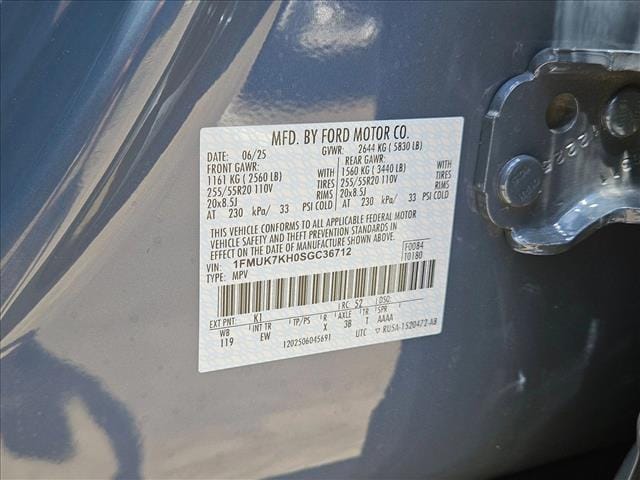 MFD. BY FORD MOTOR CO.
DATE: 06/25 GVWR: 2644 KG ( 5830 LB)
FRONT GAWR: REAR GAWR:
1161 KG ( 2560 LB) 1560 KG ( 3440 LB)
255/55R20 110V TIRES 255/55R20 110V TIRES
20x8.5J RIMS 20x8.5J RIMS
AT 230 kPa/ 33 PSI COLD AT 230 kPa/ 33 PSI COLD
THIS VEHICLE CONFORMS TO ALL APPLICABLE FEDERAL MOTOR
VEHICLE SAFETY AND THEFT PREVENTION STANDARDS IN
EFFECT ON THE DATE OF MANUFACTURE SHOWN ABOVE.
VIN: 1FMUK7KH0SGC36712 F0084
TYPE: MPV T0180
EXT PNT: K1 RC: 52 DSO:
WB INT TR TP/PS R AXLE TR SPR
119 EW X 3B T AAAA
1202506045691 UTC ▽ RU5A-1520472-AB